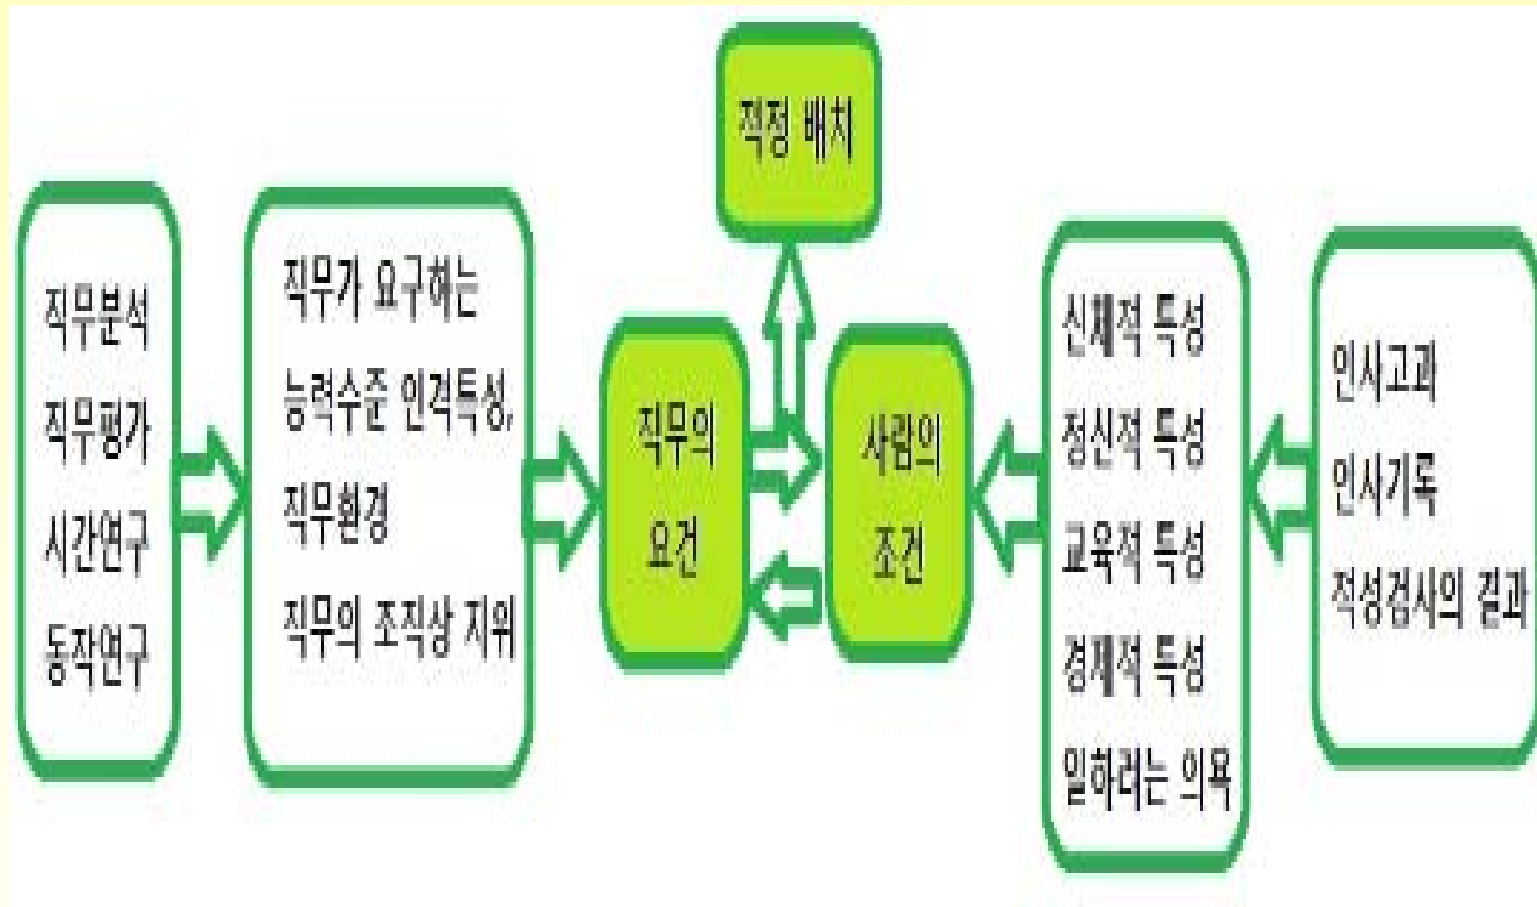 적정 배치
직무분석
직무평가
시간연구
동작연구
직무가 요구하는
능력수준 인격특성,
직무환경
직무의 조직상 지위
직무의
요건
사람의
조건
신체적 특성
정신적 특성
교육적 특성
경제적 특성
일하려는 의욕
인사고과
인사기록
적성검사의 결과